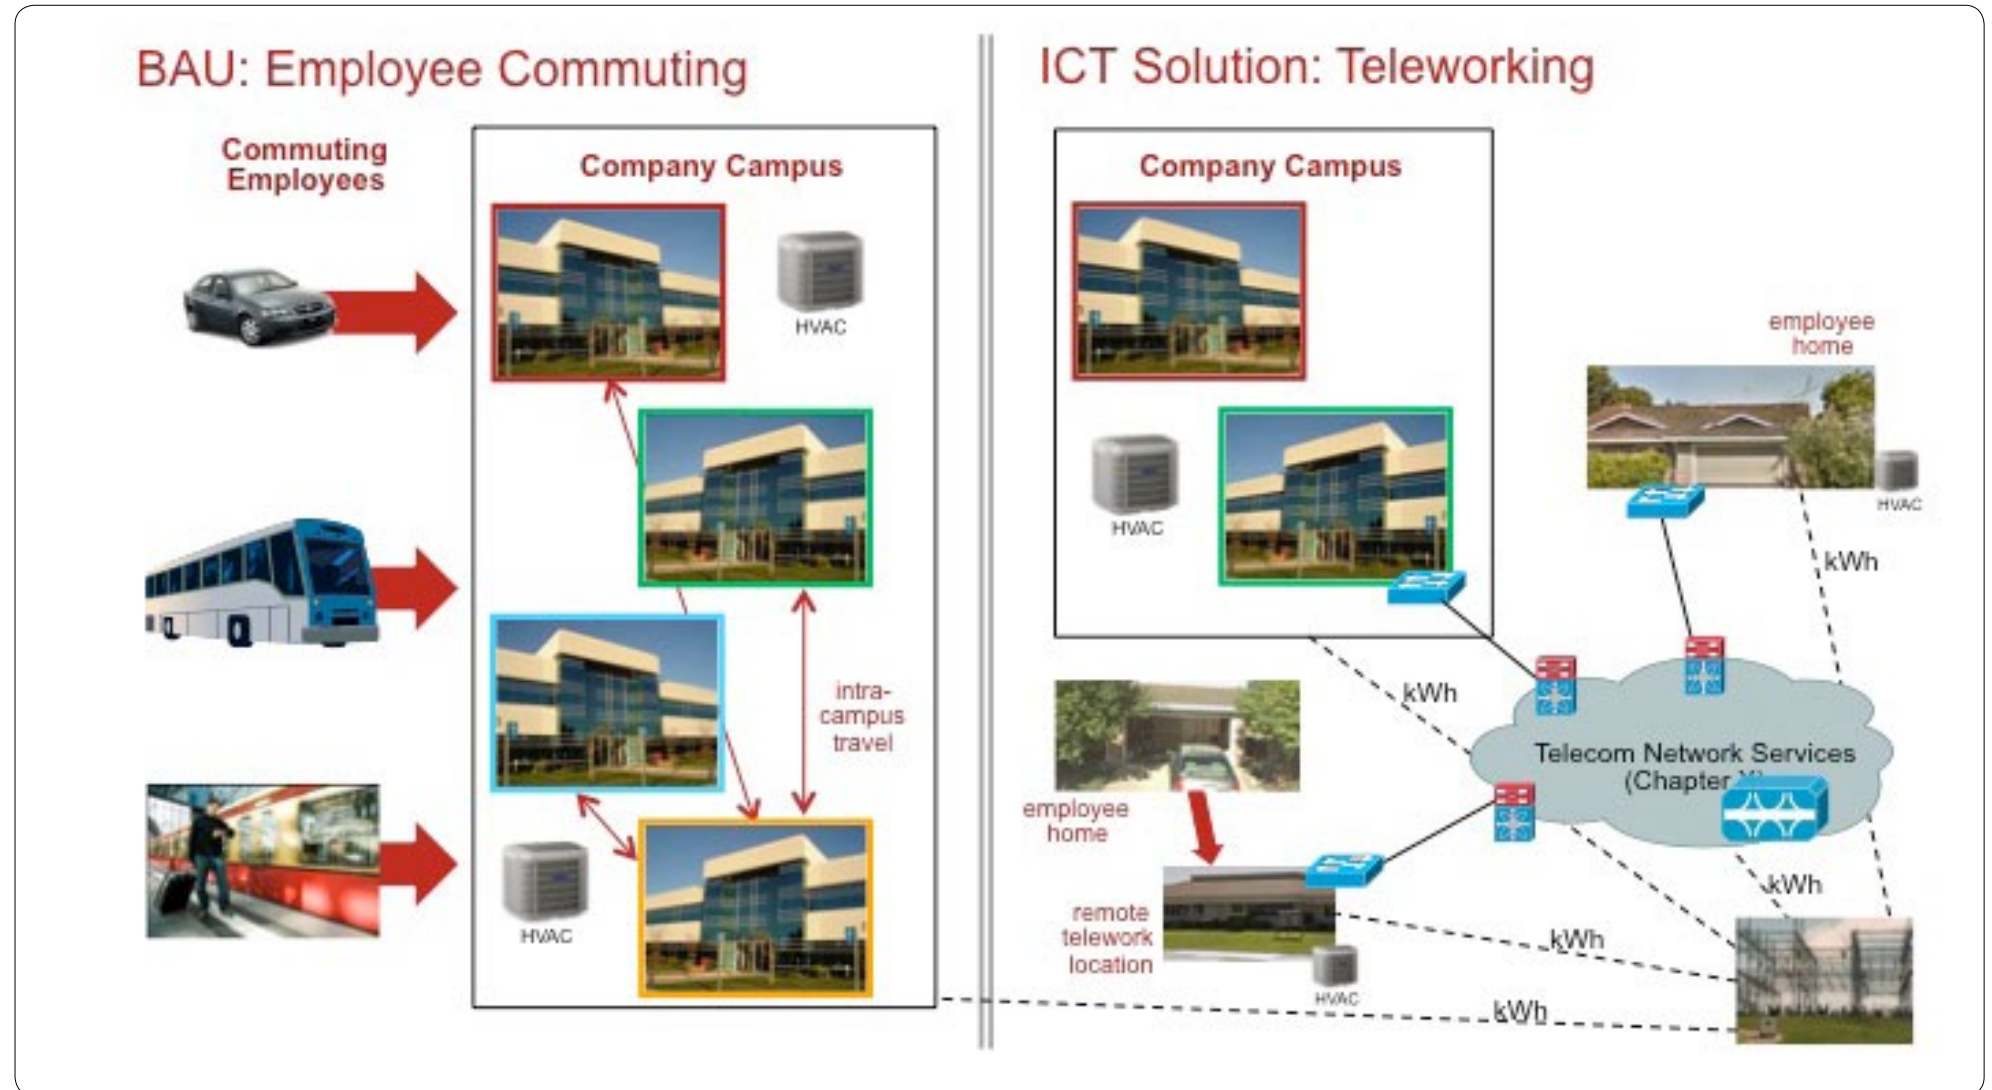 BAU: Employee Commuting
Commuting
Employees
Company Campus
HVAC
intra-
campus
travel
HVAC
ICT Solution: Teleworking
Company Campus
HVAC
employee
home
HVAC
kWh
kWh
Telecom Network Services
(Chapter
employee
home
kWh
remote
telework
location
kWh
HVAC
kWh